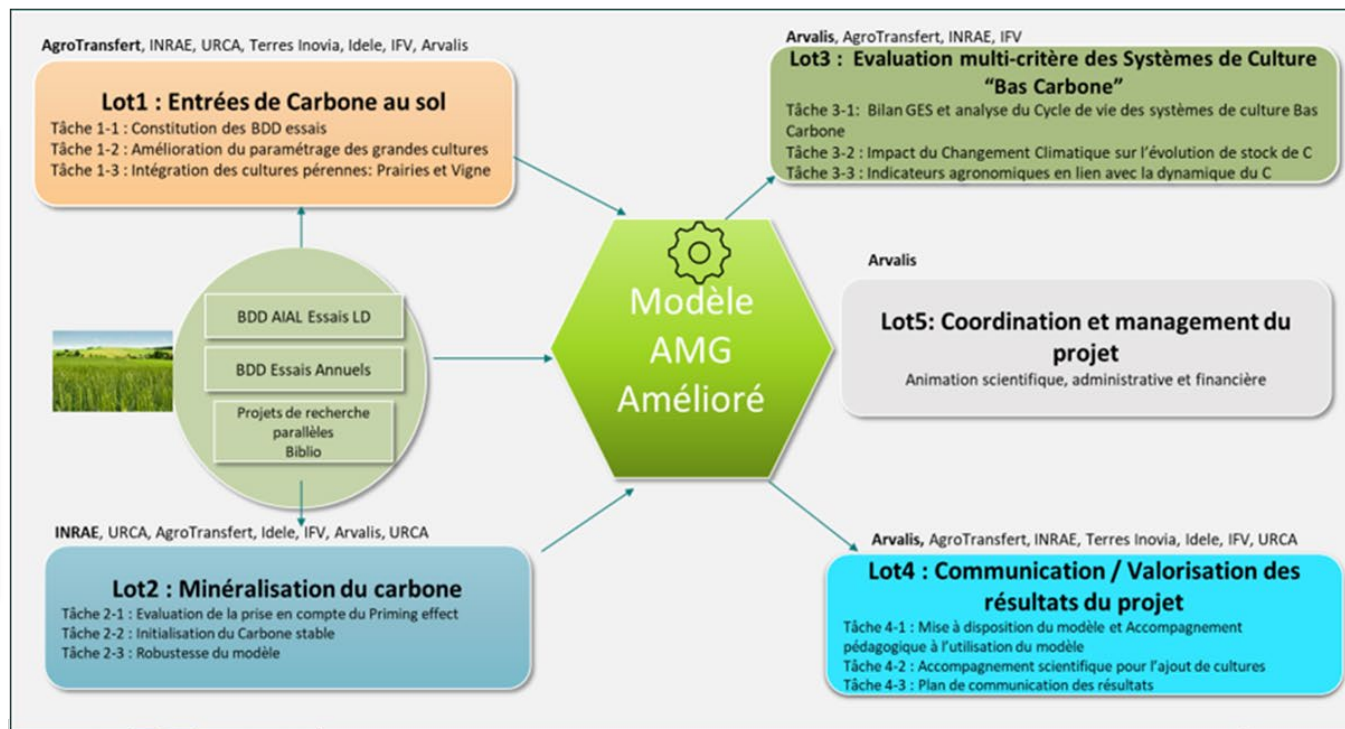 AgroTransfert, INRAE, URCA, Terres Inovia, Idele, IFV, Arvalis
Lot1 : Entrées de Carbone au sol
Tâche 1-1 : Constitution des BDD essais
Tâche 1-2 : Amélioration du paramétrage des grandes cultures
Tâche 1-3 : Intégration des cultures pérennes: Prairies et Vigne
Arvalis, AgroTransfert, INRAE, IFV
Lot3 : Evaluation multi-critère des Systèmes de Culture
“Bas Carbone”
Tâche 3-1: Bilan GES et analyse du Cycle de vie des systèmes de culture Bas
Carbone
Tâche 3-2 : Impact du Changement Climatique sur l’évolution de stock de C
Tâche 3-3 : Indicateurs agronomiques en lien avec la dynamique du C
BDD AIAL Essais LD
BDD Essais Annuels
Projets de recherche
parallèles
Biblio
Modèle
AMG
Amélioré
Arvalis
Lot5: Coordination et management du
projet
Animation scientifique, administrative et financière
INRAE, URCA, AgroTransfert, Idele, IFV, Arvalis, URCA
Lot2 : Minéralisation du carbone
Tâche 2-1 : Evaluation de la prise en compte du Priming effect
Tâche 2-2 : Initialisation du Carbone stable
Tâche 2-3 : Robustesse du modèle
Arvalis, AgroTransfert, INRAE, Terres Inovia, Idele, IFV, URCA
Lot4 : Communication / Valorisation des
résultats du projet
Tâche 4-1 : Mise à disposition du modèle et Accompagnement
pédagogique à l’utilisation du modèle
Tâche 4-2 : Accompagnement scientifique pour l’ajout de cultures
Tâche 4-3 : Plan de communication des résultats